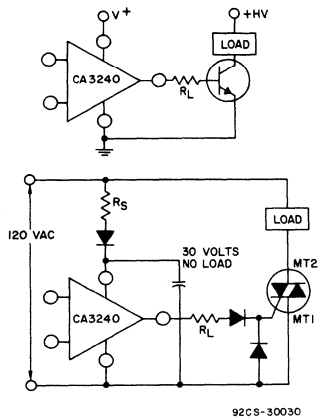 V+
+HV
LOAD
CA3240
RL
RS
120 VAC
LOAD
30 VOLTS
NO LOAD
MT2
CA3240
RL
MT1
92CS-30030